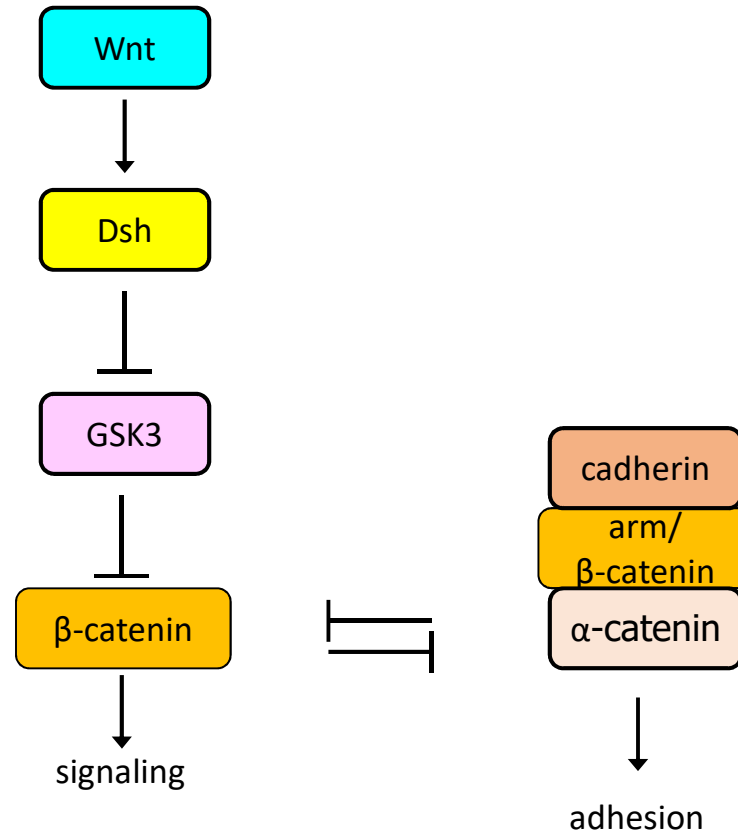 Wnt
Dsh
GSK3
β-catenin
signaling
cadherin
arm/
β-catenin
α-catenin
adhesion